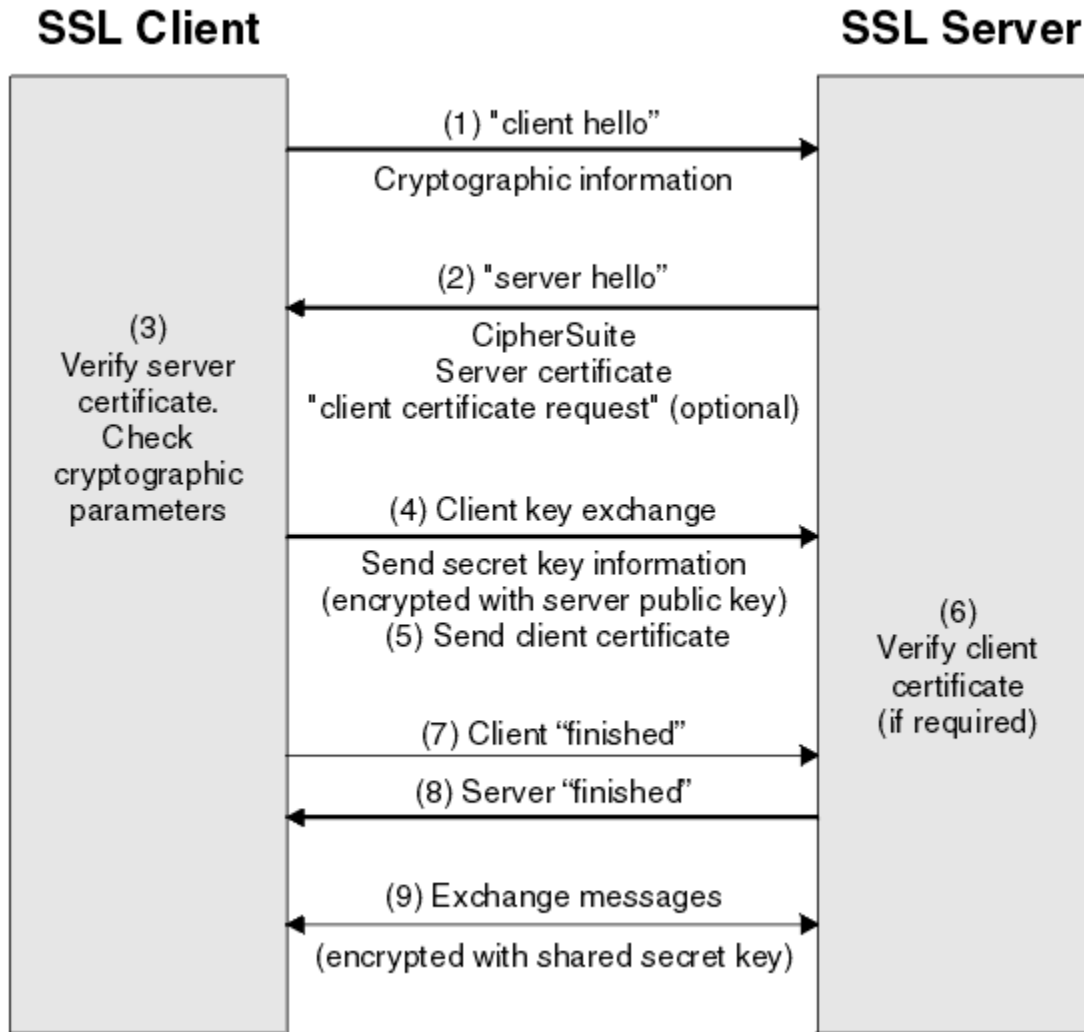 SSL Client
SSL Server
(1) "client hello”
Cryptographic information
(2) "server hello”
CipherSuite
Server certificate
"client certificate request" (optional)
(3)
Verify server
certificate.
Check
cryptographic
parameters
(4) Client key exchange
Send secret key information
(encrypted with server public key)
(5) Send client certificate
(6)
Verify client
certificate
(if required)
(7) Client “finished”
(8) Server “finished”
(9) Exchange messages
(encrypted with shared secret key)